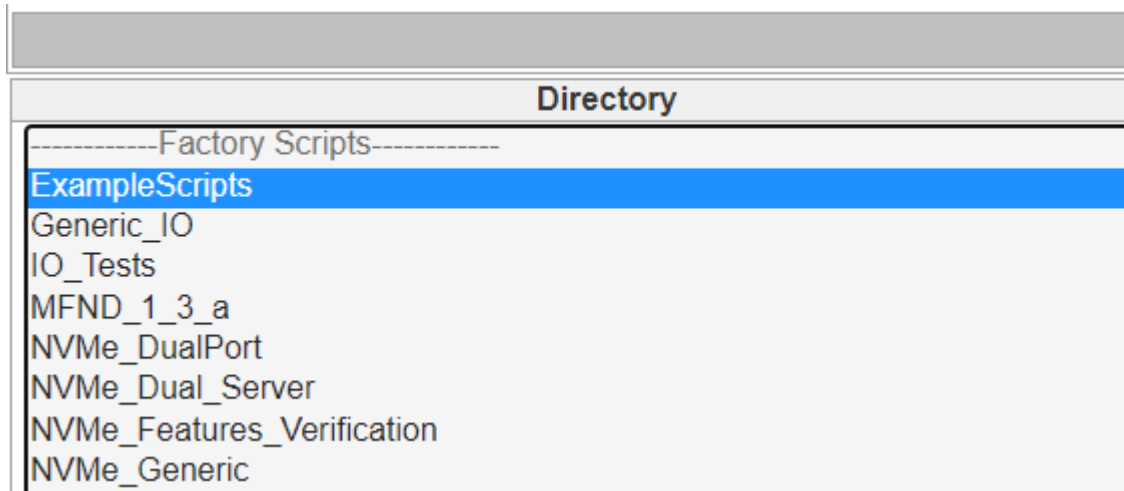 Directory
------------Factory Scripts------------
ExampleScripts
Generic_IO
IO_Tests
MFND_1_3_a
NVMe_DualPort
NVMe_Dual_Server
NVMe_Features_Verification
NVMe_Generic